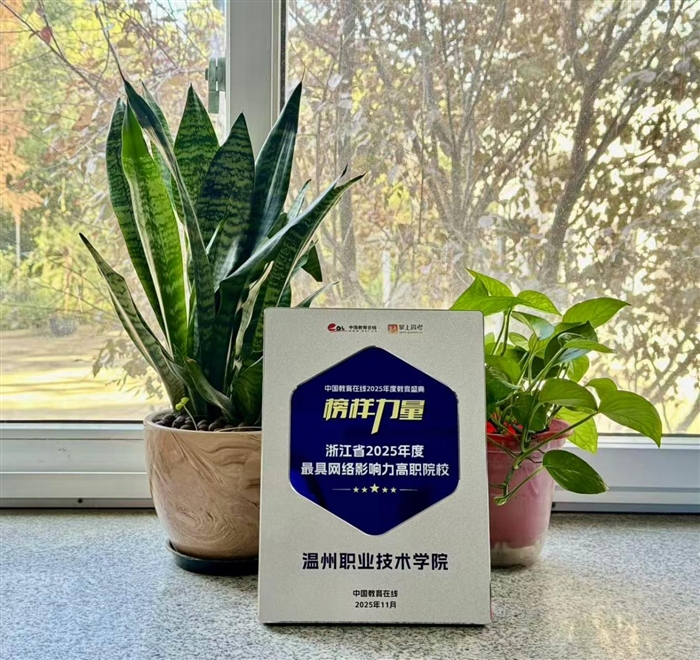 eol 中国教育在线 掌上高考
中国教育在线2025年度教育盛典
榜样力量
浙江省2025年度
最具网络影响力高职院校
温州职业技术学院
中国教育在线
2025年11月